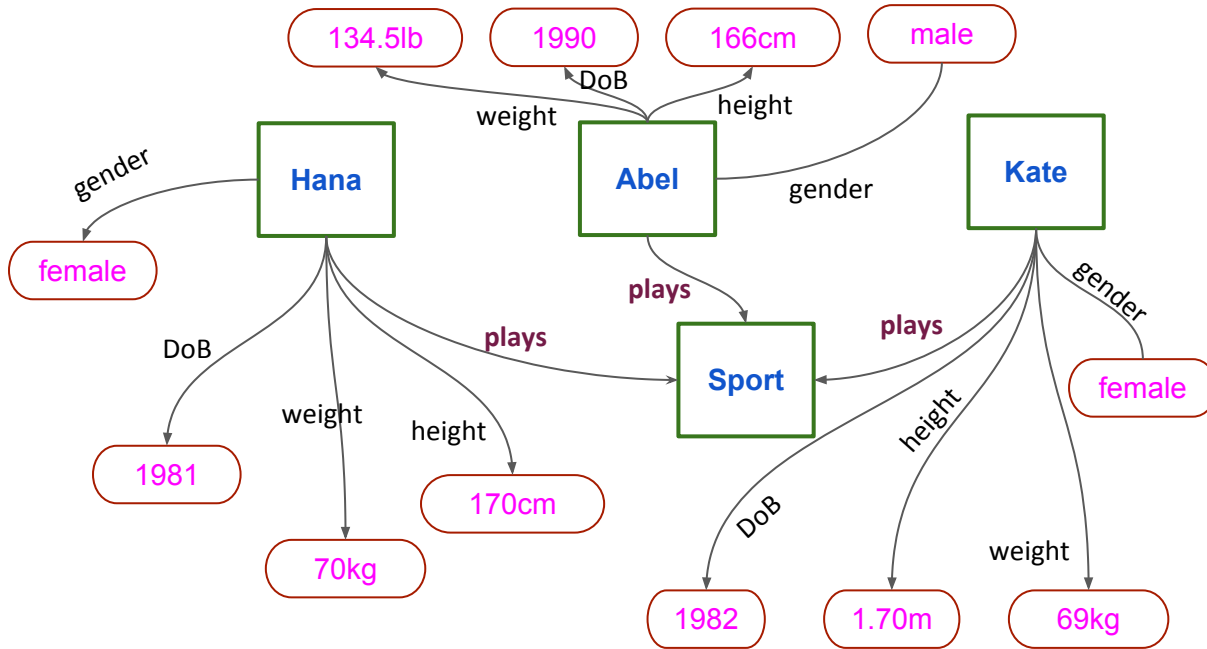 134.5lb
1990
166cm
male
DoB
weight
height
gender
Hana
Abel
Kate
gender
female
plays
gender
DoB
plays
plays
Sport
female
weight
height
height
1981
170cm
DoB
weight
70kg
1982
1.70m
69kg